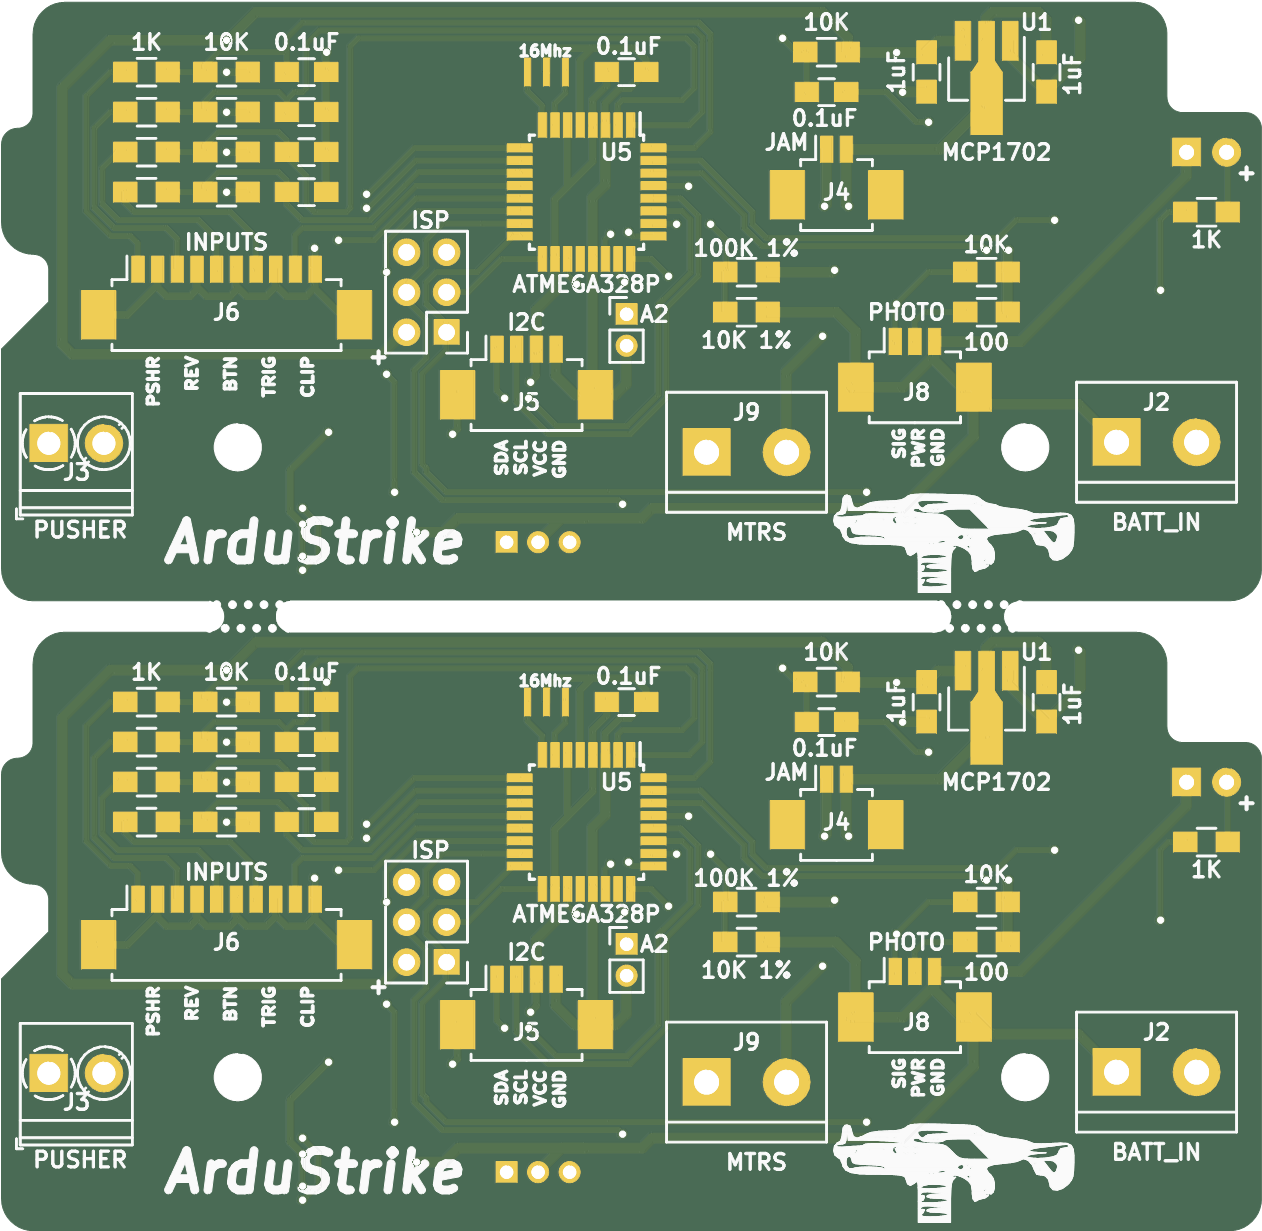 1K 10K 0.1uF 16Mhz 0.1uF 10K 1uF U1 1uF
0.1uF
U5 JAM MCP1702
+
J4
ISP
INPUTS 100K 1% 10K 1K
ATMEGA328P
J6 I2C A2 PHOTO
10K 1% 100
+
PSHR REV BTN TRIG CLIP
J5 J9 J8 J2
SDA SCL VCC GND SIG PWR GND
J3
PUSHER ArduStrike MTRS BATT_IN
1K 10K 0.1uF 16Mhz 0.1uF 10K 1uF U1 1uF
0.1uF
U5 JAM MCP1702
+
J4
ISP
INPUTS 100K 1% 10K 1K
ATMEGA328P
J6 I2C A2 PHOTO
10K 1% 100
+
PSHR REV BTN TRIG CLIP
J5 J9 J8 J2
SDA SCL VCC GND SIG PWR GND
J3
PUSHER ArduStrike MTRS BATT_IN